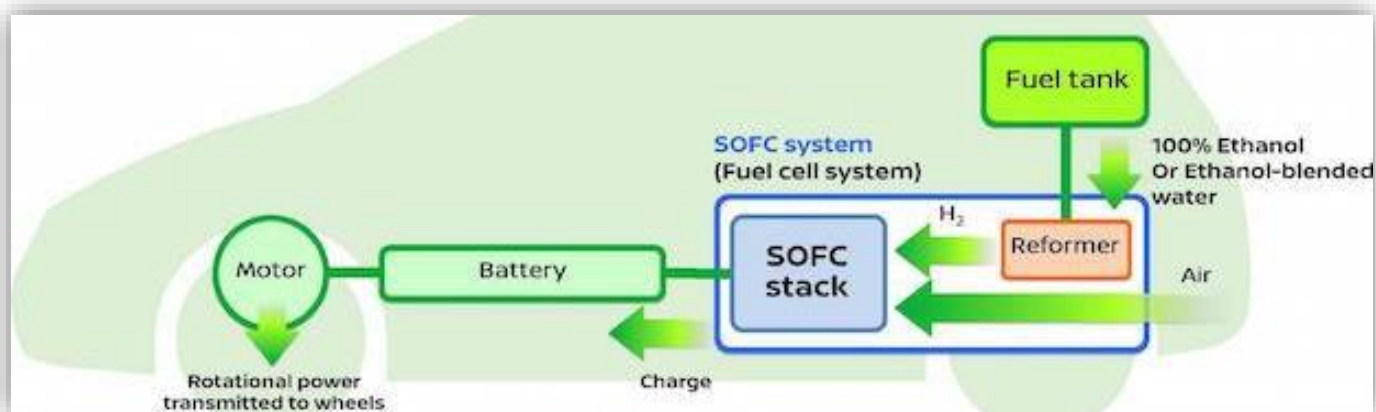 Fuel tank
SOFC system
(Fuel cell system)
100% Ethanol
Or Ethanol-blended
water
H₂
Reformer
SOFC
stack
Air
Motor
Battery
Charge
Rotational power
transmitted to wheels